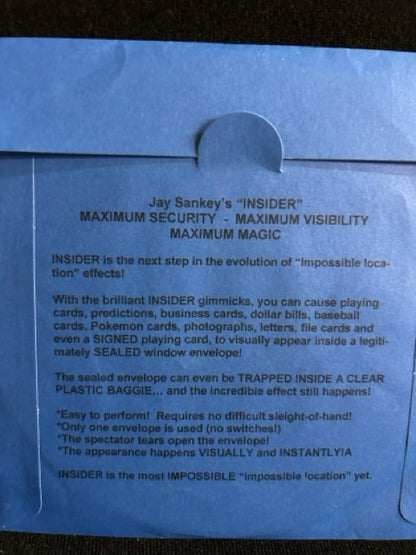 Jay Sankey's "INSIDER"
MAXIMUM SECURITY - MAXIMUM VISIBILITY
MAXIMUM MAGIC
INSIDER is the next step in the evolution of "Impossible loca-
tion" effects!
With the brilliant INSIDER gimmicks, you can cause playing
cards, predictions, business cards, dollar bills, baseball
cards, Pokemon cards, photographs, letters, file cards and
even a SIGNED playing card, to visually appear inside a legiti-
mately SEALED window envelope!
The sealed envelope can even be TRAPPED INSIDE A CLEAR
PLASTIC BAGGIE... and the incredible effect still happens!
*Easy to perform! Requires no difficult sleight-of-hand!
*Only one envelope is used (no switches!)
*The spectator tears open the envelope!
*The appearance happens VISUALLY and INSTANTLY!A
INSIDER is the most IMPOSSIBLE "impossible location" yet.